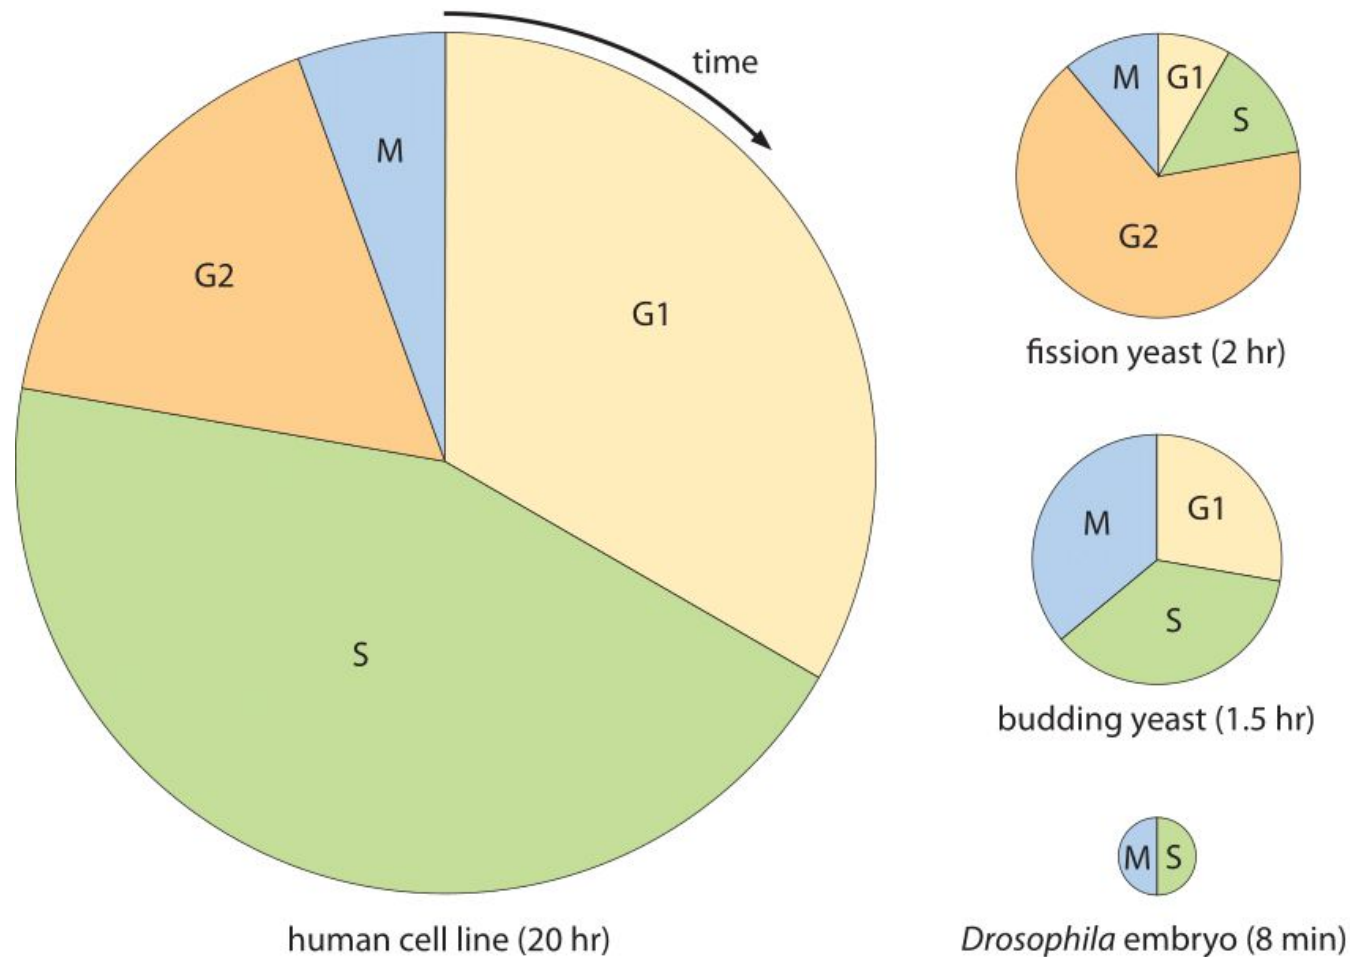 time
M
G1
G2
S
human cell line (20 hr)
M
G1
S
G2
fission yeast (2 hr)
M
G1
S
budding yeast (1.5 hr)
M
S
Drosophila embryo (8 min)